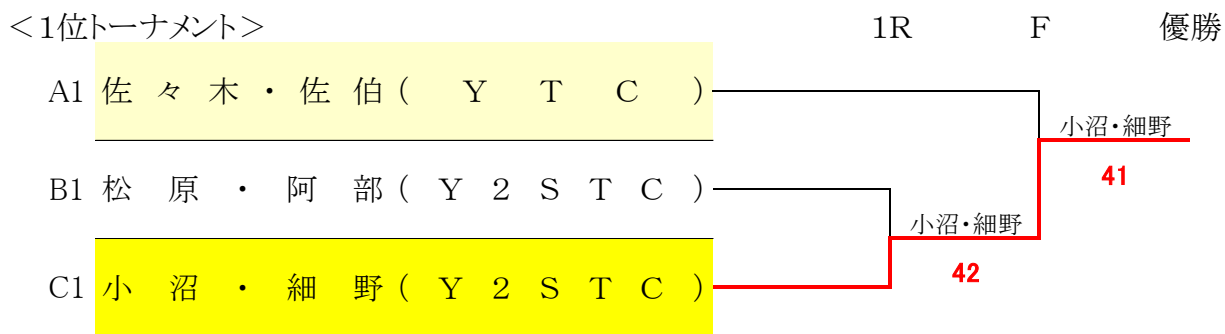 ＜1位トーナメント＞ 1R F 優勝
A1 佐々木・佐伯(YTC)
小沼・細野
41
B1 松原・阿部(Y2STC)
小沼・細野
42
C1 小沼・細野(Y2STC)